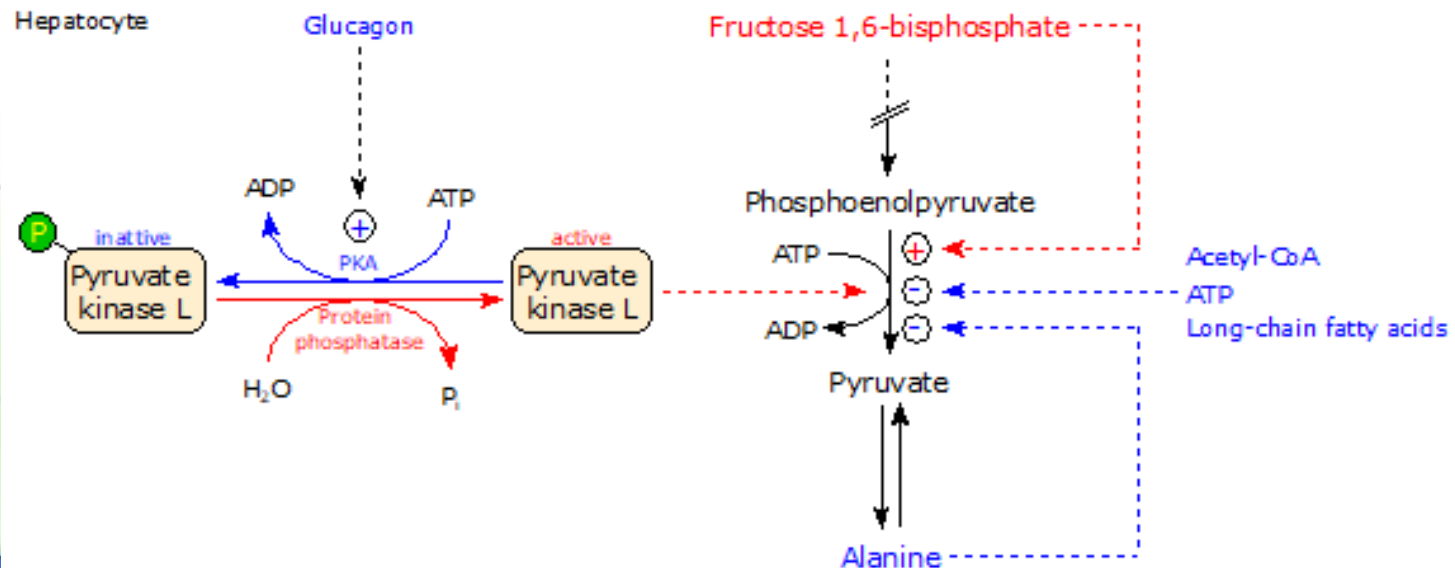 Hepatocyte
Glucagon
Fructose 1,6-bisphosphate
ADP
ATP
+
P
inattive
active
PKA
Pyruvate
kinase L
Pyruvate
kinase L
Protein
phosphatase
H₂O
Pᵢ
Phosphoenolpyruvate
ATP
+
-
-
ADP
Acetyl-CoA
ATP
Long-chain fatty acids
Pyruvate
Alanine